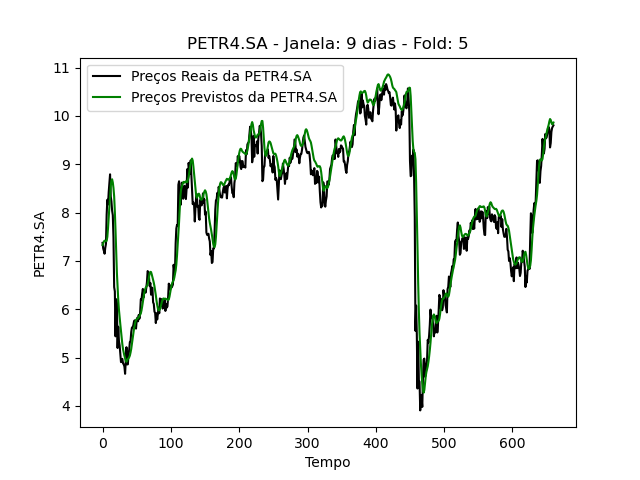 PETR4.SA - Janela: 9 dias - Fold: 5
Preços Reais da PETR4.SA
Preços Previstos da PETR4.SA
11
10
9
8
7
6
5
4
PETR4.SA
0 100 200 300 400 500 600
Tempo